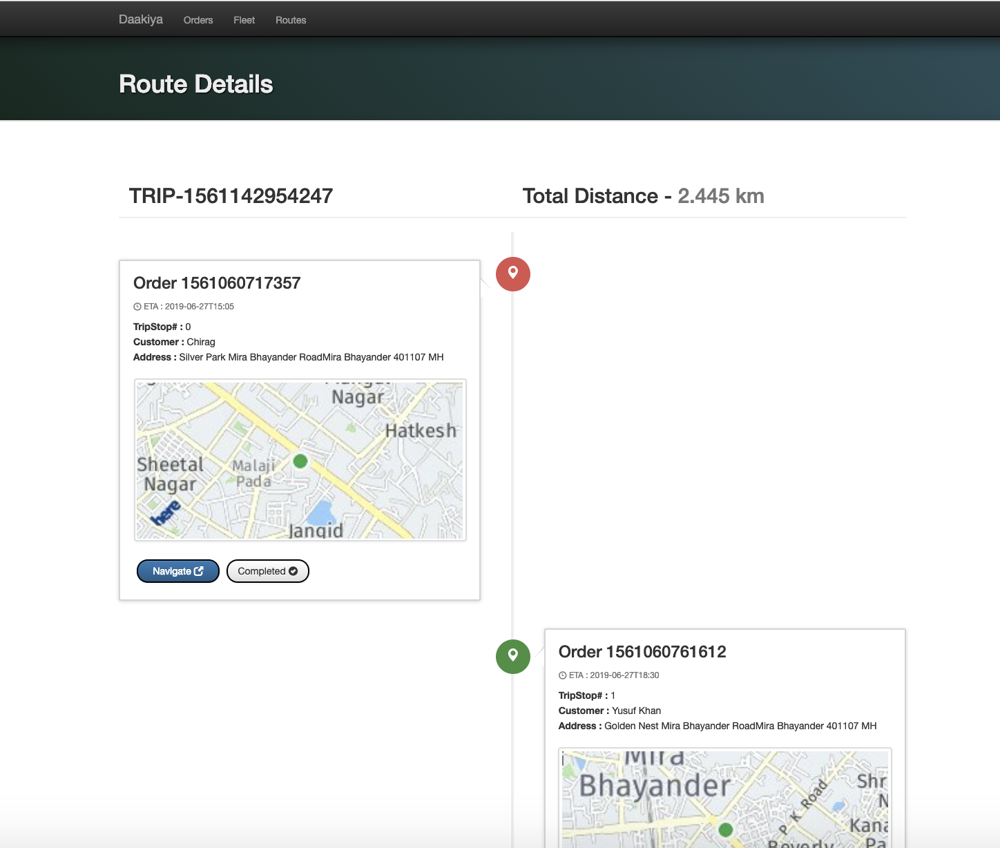 Daakiya Orders Fleet Routes
Route Details
TRIP-1561142954247
Total Distance - 2.445 km
Order 1561060717357
ETA : 2019-06-27T15:05
TripStop# : 0
Customer : Chirag
Address : Silver Park Mira Bhayander RoadMira Bhayander 401107 MH
Nagar
Hatkesh
Sheetal
Nagar
Malaji
Pada
here
Jangid
Navigate
Completed
Order 1561060761612
ETA : 2019-06-27T18:30
TripStop# : 1
Customer : Yusuf Khan
Address : Golden Nest Mira Bhayander RoadMira Bhayander 401107 MH
Mira
Bhayander
Shr
N
P K Road
Kana
Pa
Beverly